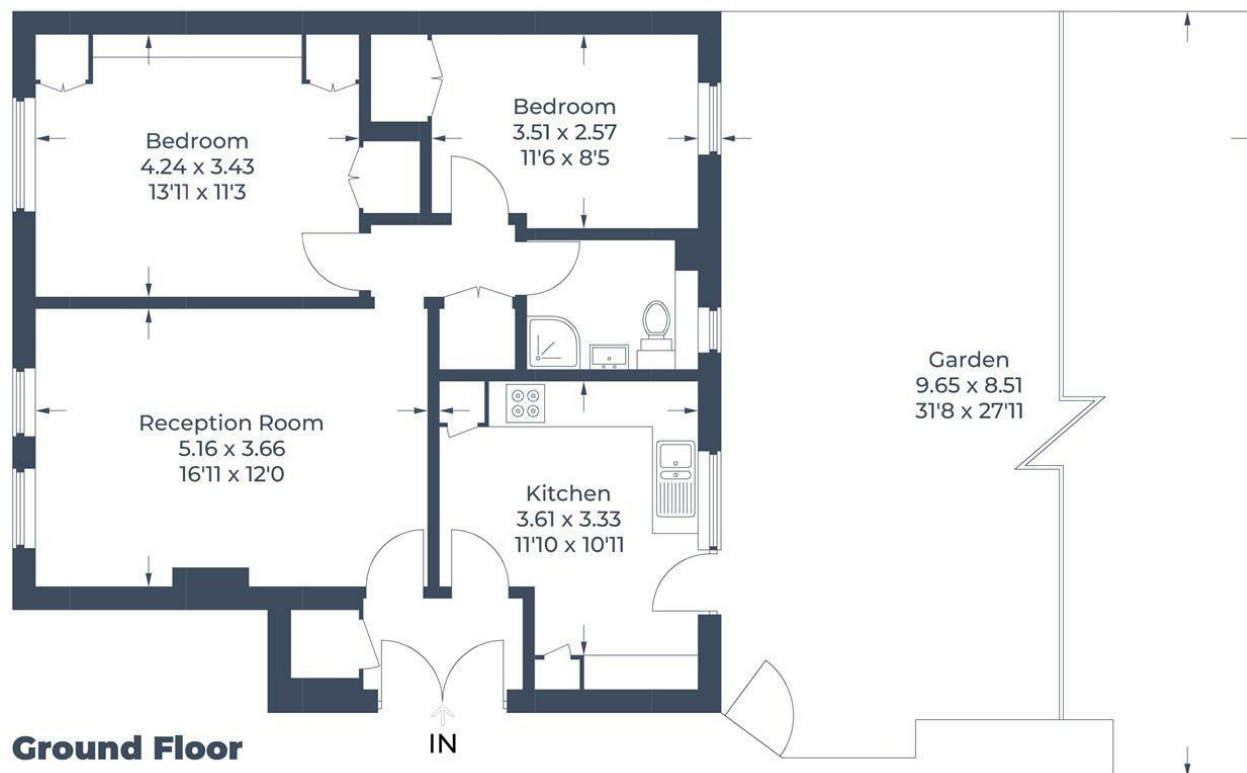 Bedroom
4.24 x 3.43
13'11 x 11'3
Bedroom
3.51 x 2.57
11'6 x 8'5
Reception Room
5.16 x 3.66
16'11 x 12'0
Kitchen
3.61 x 3.33
11'10 x 10'11
Garden
9.65 x 8.51
31'8 x 27'11
Ground Floor
IN